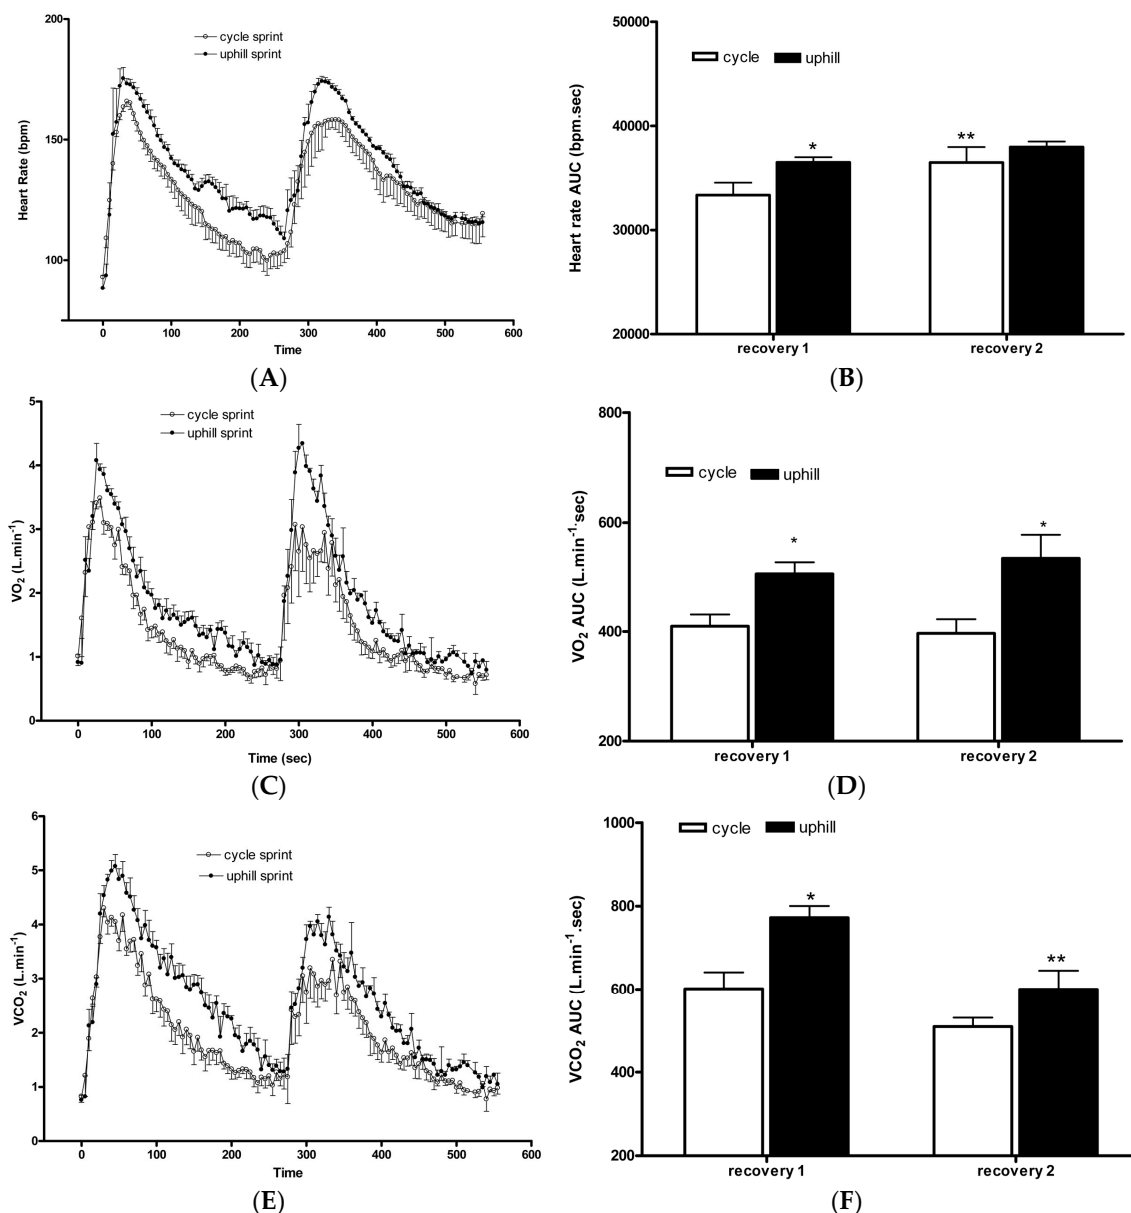 200
150
100
Heart Rate (bpm)
cycle sprint
uphill sprint
0 100 200 300 400 500 600
Time
(A)
50000
40000
30000
20000
Heart rate AUC (bpm.sec)
cycle uphill
*
**
recovery 1 recovery 2
(B)
5
4
3
2
1
0
VO₂ (L.min⁻¹)
cycle sprint
uphill sprint
0 100 200 300 400 500 600
Time (sec)
(C)
800
600
400
200
VO₂ AUC (L.min⁻¹.sec)
cycle uphill
*
*
recovery 1 recovery 2
(D)
6
5
4
3
2
1
0
VCO₂ (L.min⁻¹)
cycle sprint
uphill sprint
0 100 200 300 400 500 600
Time
(E)
1000
800
600
400
200
VCO₂ AUC (L.min⁻¹.sec)
cycle uphill
*
**
recovery 1 recovery 2
(F)